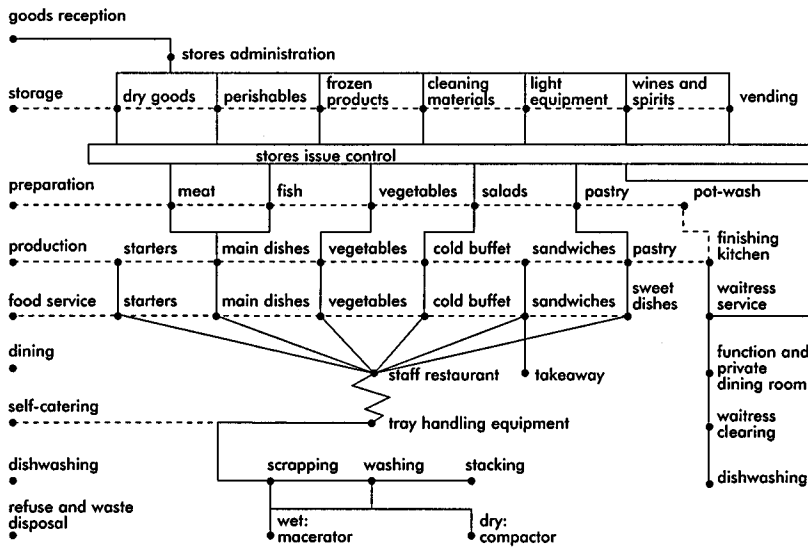 goods reception
stores administration
storage
dry goods
perishables
frozen
products
cleaning
materials
light
equipment
wines and
spirits
vending
stores issue control
preparation
meat
fish
vegetables
salads
pastry
pot-wash
production
starters
main dishes
vegetables
cold buffet
sandwiches
pastry
finishing
kitchen
food service
starters
main dishes
vegetables
cold buffet
sandwiches
sweet
dishes
waitress
service
dining
staff restaurant
takeaway
function and
private
dining room
self-catering
tray handling equipment
waitress
clearing
dishwashing
scrapping
washing
stacking
dishwashing
refuse and waste
disposal
wet:
macerator
dry:
compactor